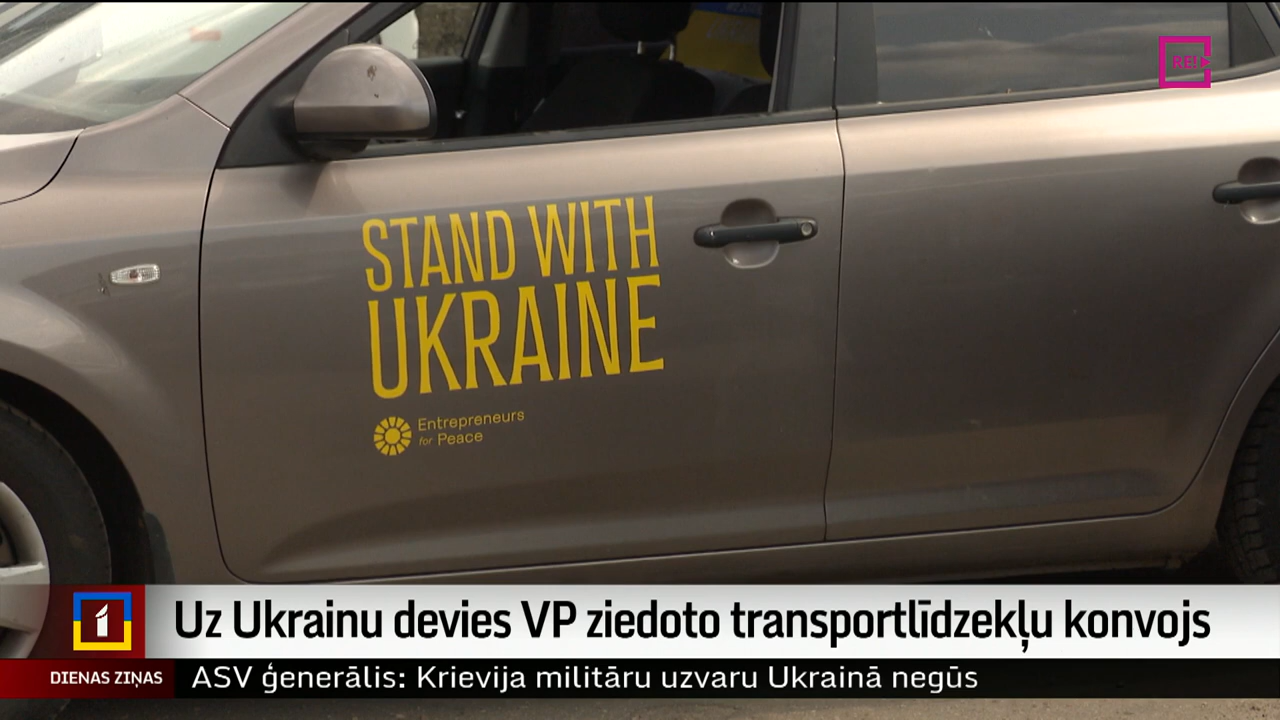 RE!
STAND WITH
UKRAINE
Entrepreneurs
for Peace
1
Uz Ukrainu devies VP ziedoto transportlīdzekļu konvojs
DIENAS ZIŅAS
ASV ģenerālis: Krievija militāru uzvaru Ukrainā negūs